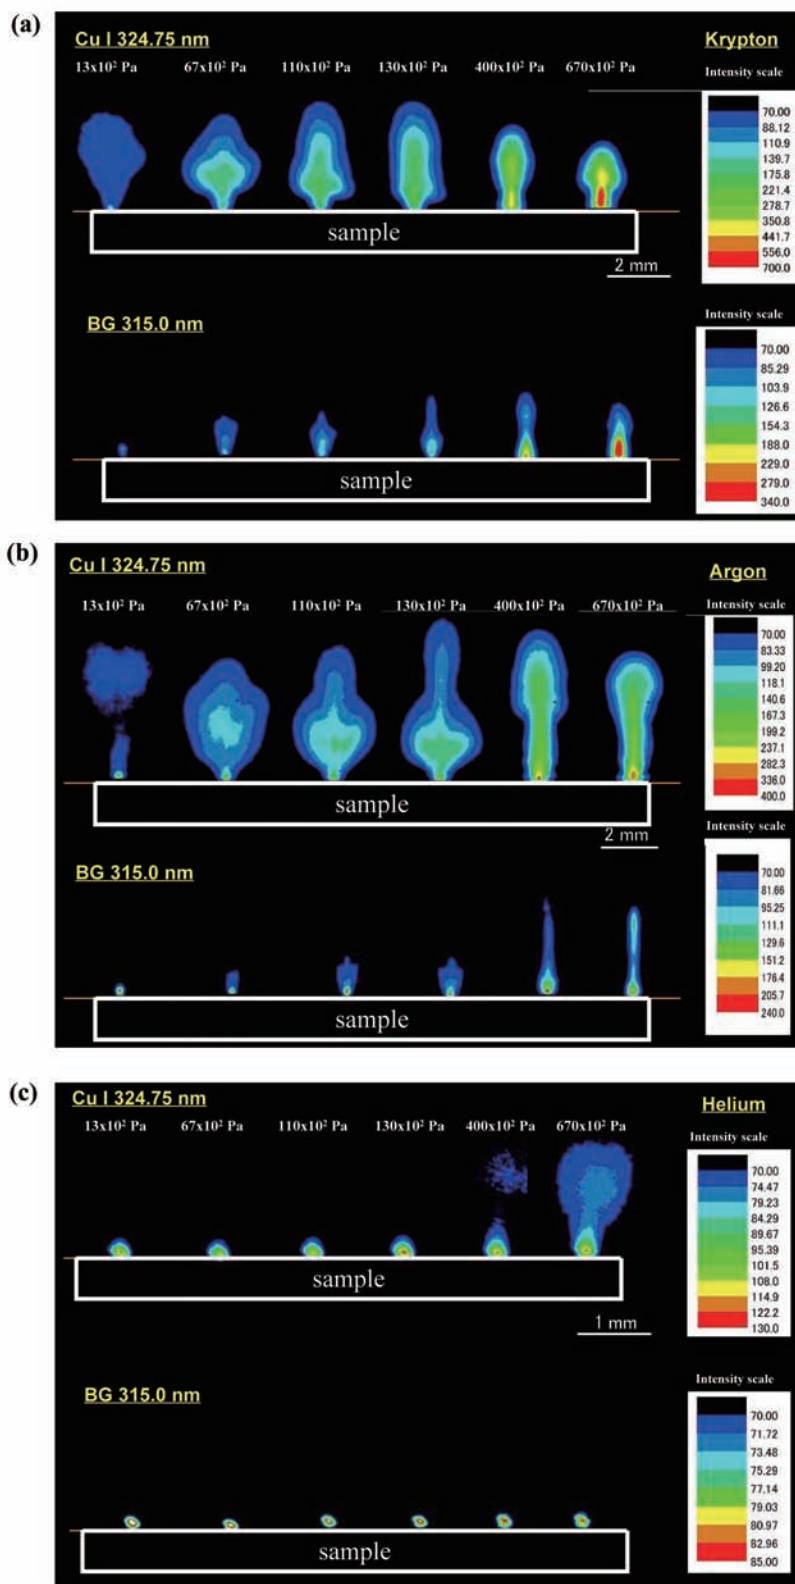 (a)
Cu I 324.75 nm
Krypton
13x10² Pa 67x10² Pa 110x10² Pa 130x10² Pa 400x10² Pa 670x10² Pa
Intensity scale
70.00
88.12
110.9
139.7
175.8
221.4
278.7
350.8
441.7
556.0
700.0
sample
2 mm
BG 315.0 nm
Intensity scale
70.00
85.29
103.9
126.6
154.3
188.0
229.0
279.0
340.0
sample
(b)
Cu I 324.75 nm
Argon
13x10² Pa 67x10² Pa 110x10² Pa 130x10² Pa 400x10² Pa 670x10² Pa
Intensity scale
70.00
83.33
99.20
118.1
140.6
167.3
199.2
237.1
282.3
336.0
400.0
sample
2 mm
BG 315.0 nm
Intensity scale
70.00
81.66
95.25
111.1
129.6
151.2
176.4
205.7
240.0
sample
(c)
Cu I 324.75 nm
Helium
13x10² Pa 67x10² Pa 110x10² Pa 130x10² Pa 400x10² Pa 670x10² Pa
Intensity scale
70.00
74.47
79.23
84.29
89.67
95.39
101.5
108.0
114.9
122.2
130.0
sample
1 mm
BG 315.0 nm
Intensity scale
70.00
71.72
73.48
75.29
77.14
79.03
80.97
82.96
85.00
sample